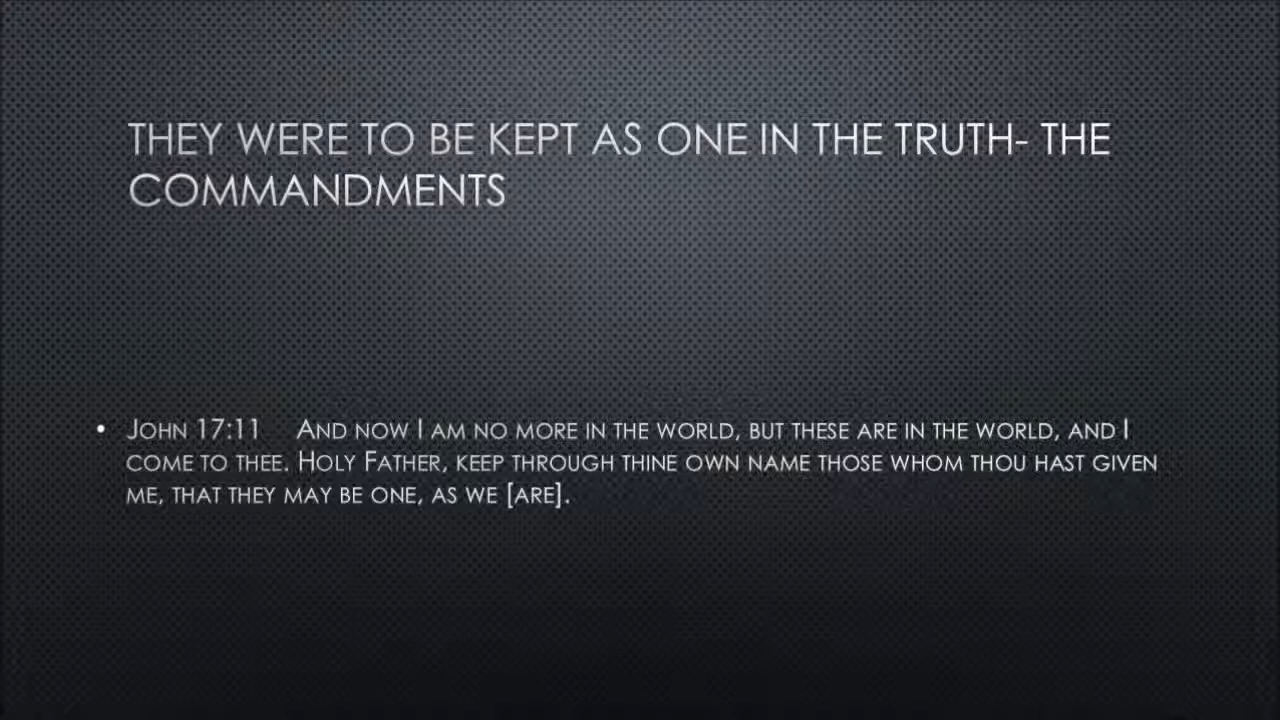 THEY WERE TO BE KEPT AS ONE IN THE TRUTH- THE
COMMANDMENTS
• John 17:11 And now I am no more in the world, but these are in the world, and I
come to thee. Holy Father, keep through thine own name those whom thou hast given
me, that they may be one, as we [are].